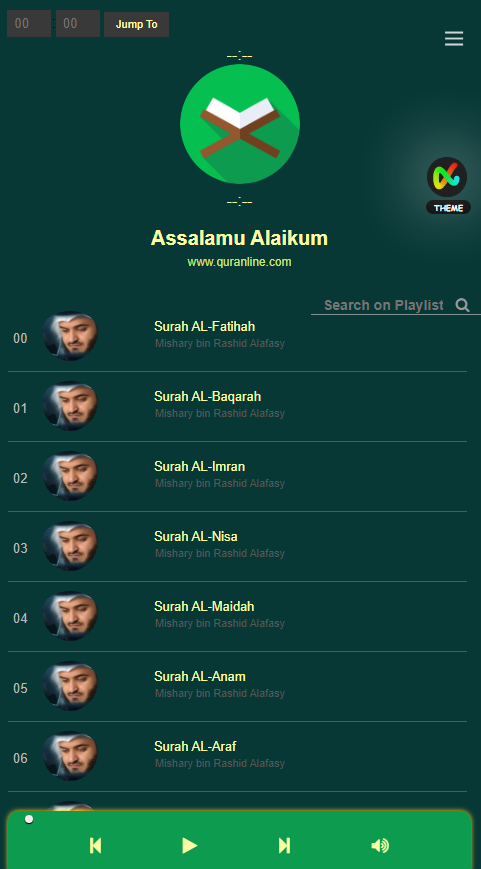 00 : 00 Jump To
--:--
--:--
THEME
Assalamu Alaikum
www.quranline.com
Search on Playlist
00
Surah AL-Fatihah
Mishary bin Rashid Alafasy
01
Surah AL-Baqarah
Mishary bin Rashid Alafasy
02
Surah AL-Imran
Mishary bin Rashid Alafasy
03
Surah AL-Nisa
Mishary bin Rashid Alafasy
04
Surah AL-Maidah
Mishary bin Rashid Alafasy
05
Surah AL-Anam
Mishary bin Rashid Alafasy
06
Surah AL-Araf
Mishary bin Rashid Alafasy